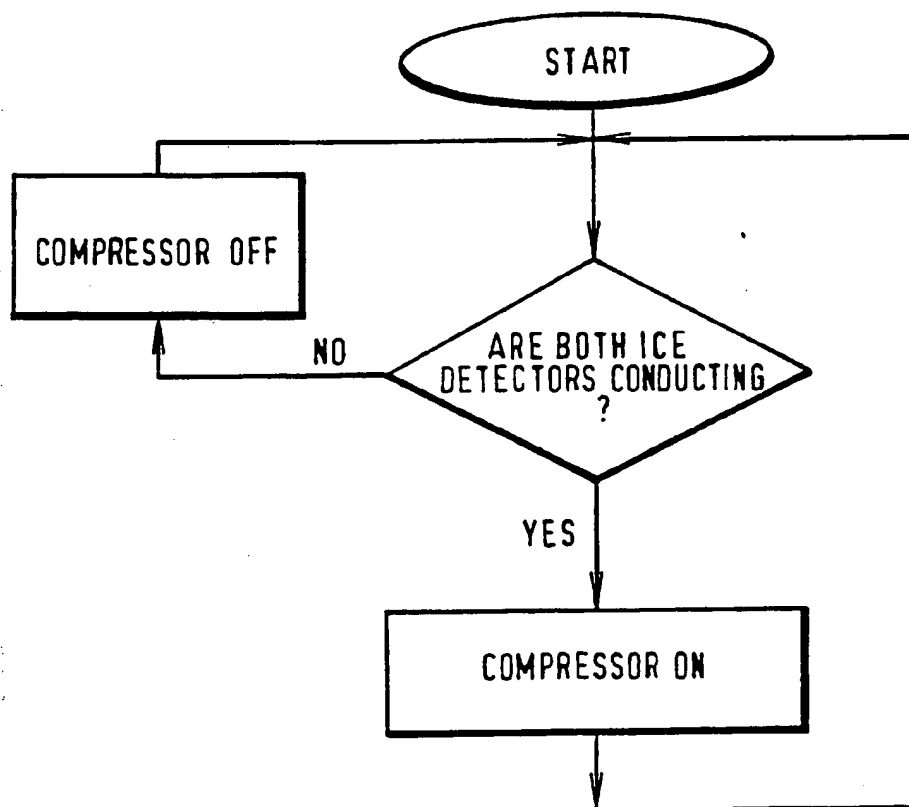 START
COMPRESSOR OFF
NO
ARE BOTH ICE
DETECTORS CONDUCTING
?
YES
COMPRESSOR ON